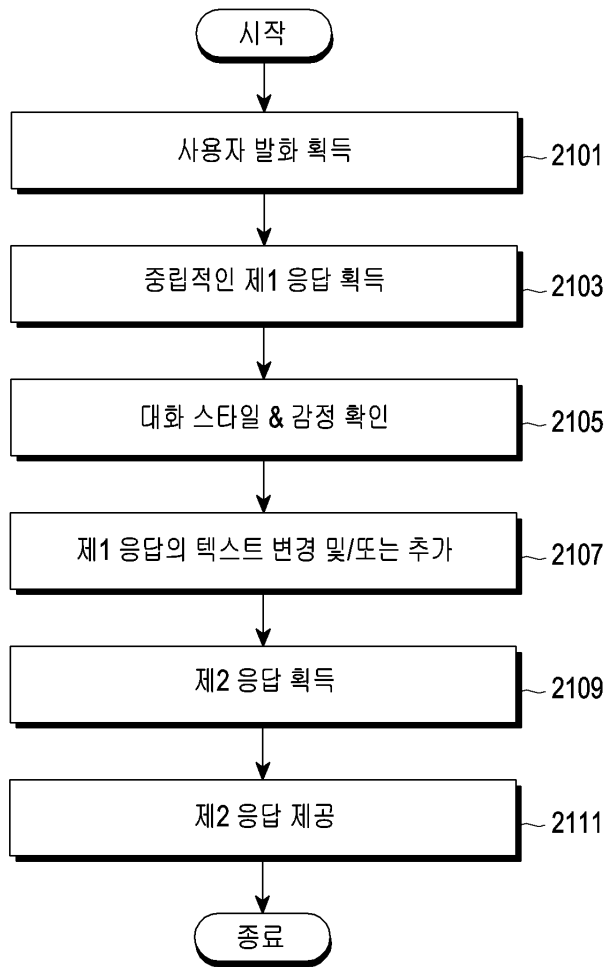 시작
사용자 발화 획득
2101
중립적인 제1 응답 획득
2103
대화 스타일 & 감정 확인
2105
제1 응답의 텍스트 변경 및/또는 추가
2107
제2 응답 획득
2109
제2 응답 제공
2111
종료